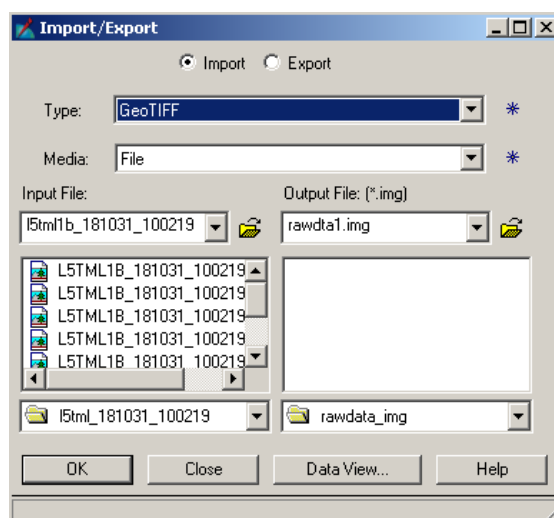 Import/Export
Import Export
Type: GeoTIFF
Media: File
Input File: Output File: (*.img)
l5tml1b_181031_100219 rawdta1.img
L5TML1B_181031_100219
L5TML1B_181031_100219
L5TML1B_181031_100219
L5TML1B_181031_100219
L5TML1B_181031_100219
l5tml_181031_100219 rawdata_img
OK Close Data View... Help